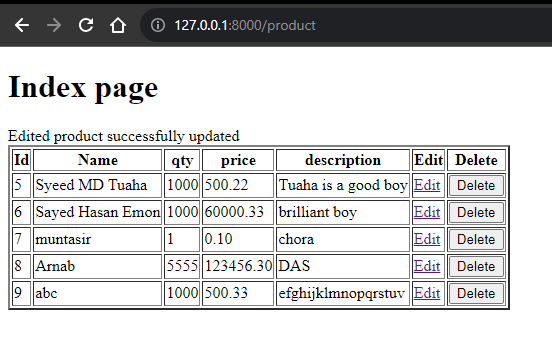 127.0.0.1:8000/product
Index page
Edited product successfully updated
Id Name qty price description Edit Delete
5 Syeed MD Tuaha 1000 500.22 Tuaha is a good boy Edit Delete
6 Sayed Hasan Emon 1000 60000.33 brilliant boy Edit Delete
7 muntasir 1 0.10 chora Edit Delete
8 Arnab 5555 123456.30 DAS Edit Delete
9 abc 1000 500.33 efghijklmnopqrstuv Edit Delete